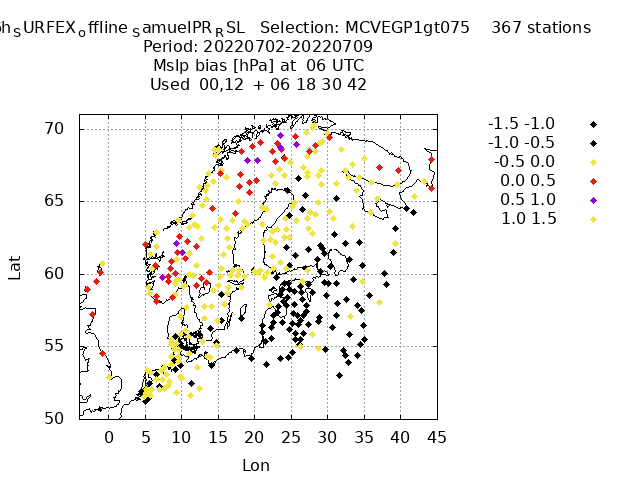 SURFEX_offline_SamuelPR_RSL   Selection: MCVEGP1gt075    367 stations
Period: 20220702-20220709
Mslp bias [hPa] at  06 UTC
Used  00,12  + 06 18 30 42
-1.5 -1.0
-1.0 -0.5
-0.5 0.0
0.0 0.5
0.5 1.0
1.0 1.5
70
65
60
55
50
Lat
0 5 10 15 20 25 30 35 40 45
Lon